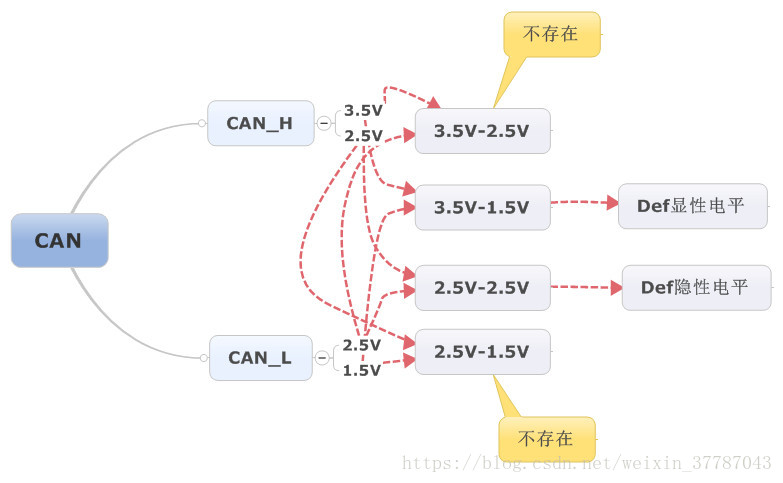 不存在
3.5V
CAN_H
2.5V
3.5V-2.5V
3.5V-1.5V
Def显性电平
CAN
2.5V-2.5V
Def隐性电平
2.5V
CAN_L
1.5V
2.5V-1.5V
不存在
https://blog.csdn.net/weixin_37787043